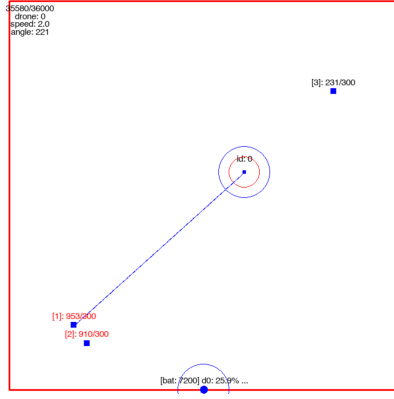 35580/36000
drone: 0
speed: 2.0
angle: 221
[3]: 231/300
id: 0
[1]: 953/300
[2]: 910/300
[bat: 7200] d0: 25.9% ...